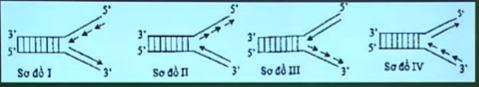 5' 5' 5' 5'
3' 3' 3' 3'
5' 5' 5' 5'
3' 3' 3' 3'
Sơ đồ I Sơ đồ II Sơ đồ III Sơ đồ IV